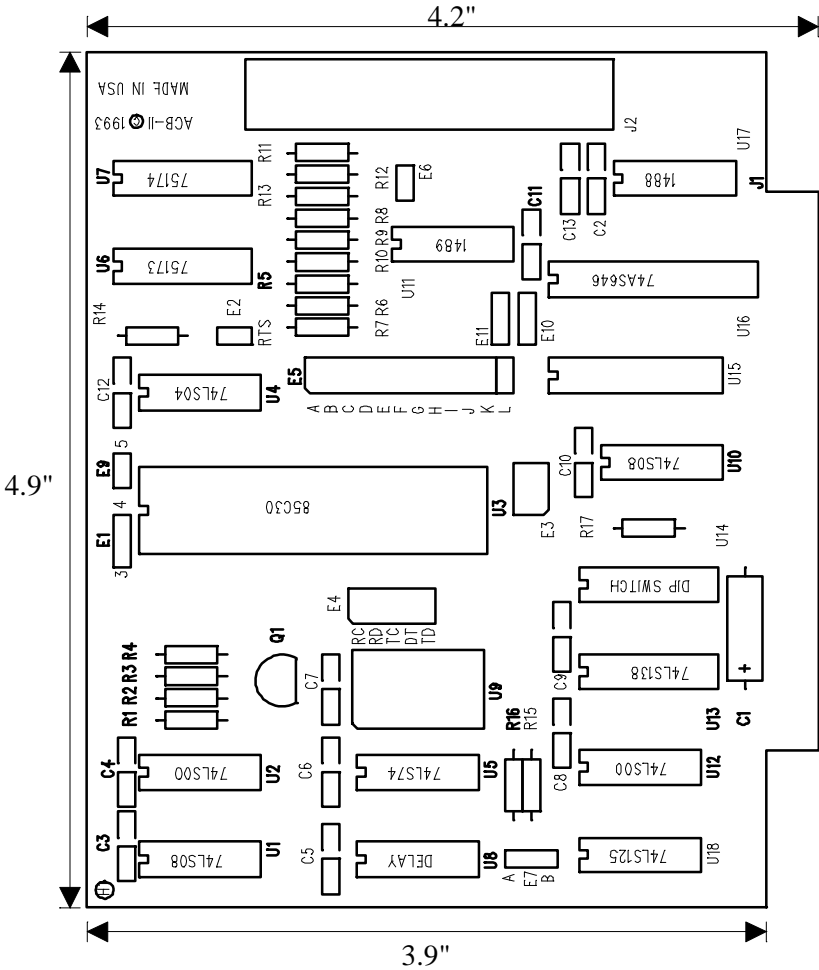 4.2"
MADE IN USA
ACB-II © 1993
J2
U17
U7
75174
R11
R12
E6
1488
J1
R13
C11
C13
C2
R8
U6
75173
R9
1489
R10
R5
U11
74AS646
E2
R14
RTS
R6
R7
E11
E10
U16
C12
74LS04
U4
E5
A
B
C
D
E
F
G
H
I
J
K
L
U15
5
E9
4
E1
3
85C30
U3
E3
C10
74LS08
U10
R17
U14
4.9"
DIP SWITCH
E4
RC
RD
TC
DT
TD
Q1
R1 R2 R3 R4
C7
U9
C9
74LS138
+
U13
C1
R16
R15
C4
74LS00
U2
C6
74LS74
U5
C8
74LS00
U12
C3
74LS08
U1
C5
DELAY
U8
A
E7
B
74LS125
U18
H
3.9"